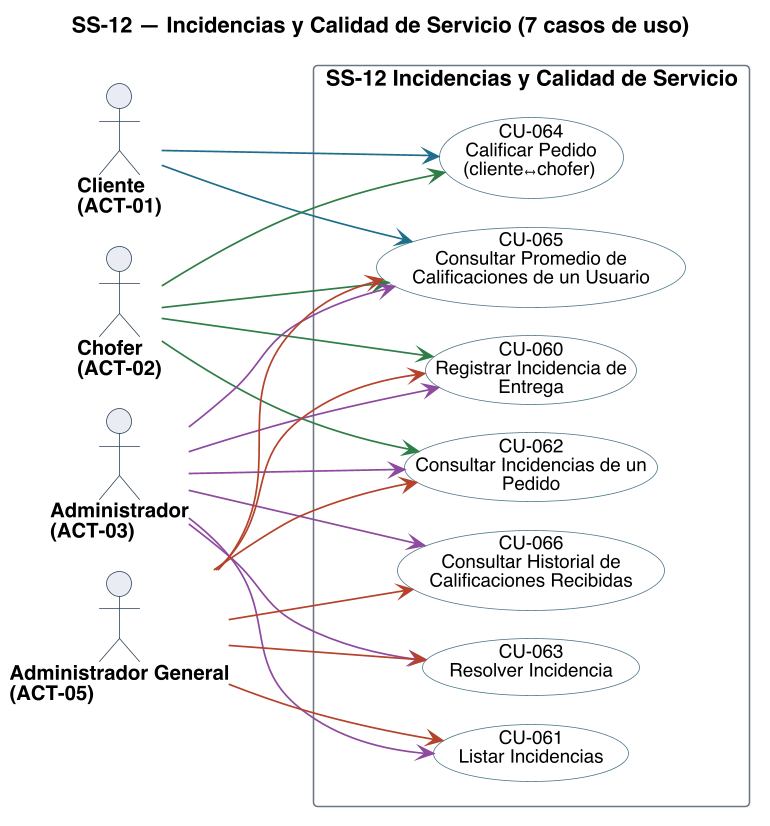 SS-12 — Incidencias y Calidad de Servicio (7 casos de uso)
SS-12 Incidencias y Calidad de Servicio
Cliente
(ACT-01)
Chofer
(ACT-02)
Administrador
(ACT-03)
Administrador General
(ACT-05)
CU-064
Calificar Pedido
(cliente↔chofer)
CU-065
Consultar Promedio de
Calificaciones de un Usuario
CU-060
Registrar Incidencia de
Entrega
CU-062
Consultar Incidencias de un
Pedido
CU-066
Consultar Historial de
Calificaciones Recibidas
CU-063
Resolver Incidencia
CU-061
Listar Incidencias